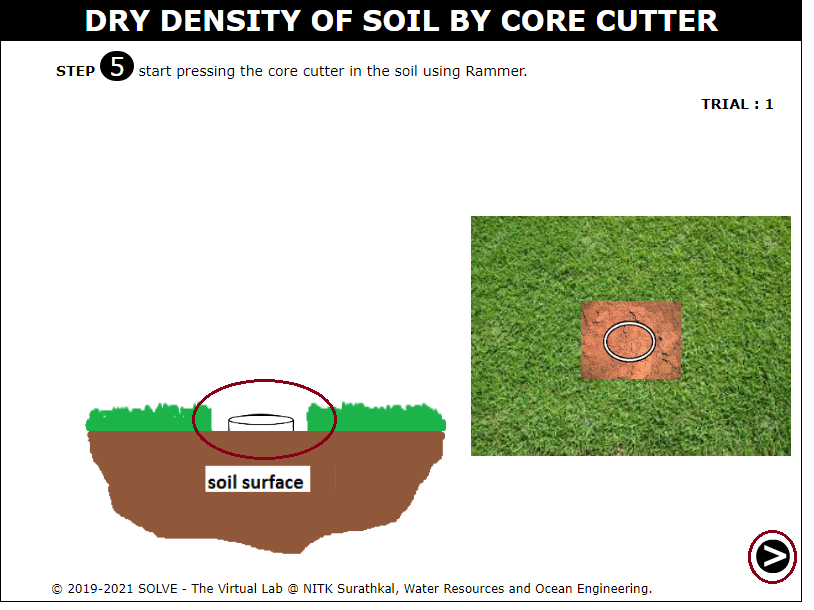 DRY DENSITY OF SOIL BY CORE CUTTER
STEP 5 start pressing the core cutter in the soil using Rammer.
TRIAL : 1
soil surface
>
© 2019-2021 SOLVE - The Virtual Lab @ NITK Surathkal, Water Resources and Ocean Engineering.